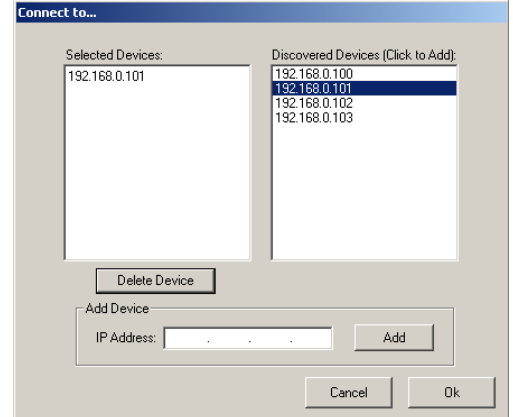 Connect to...
Selected Devices:
192.168.0.101
Discovered Devices (Click to Add):
192.168.0.100
192.168.0.101
192.168.0.102
192.168.0.103
Delete Device
Add Device
IP Address: . . .
Add
Cancel
Ok